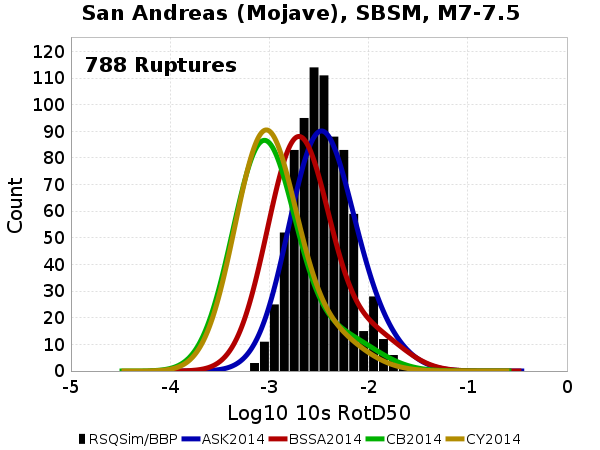 San Andreas (Mojave), SBSM, M7-7.5
788 Ruptures
Count
120
110
100
90
80
70
60
50
40
30
20
10
0
-5 -4 -3 -2 -1 0
Log10 10s RotD50
RSQSim/BBP ASK2014 BSSA2014 CB2014 CY2014